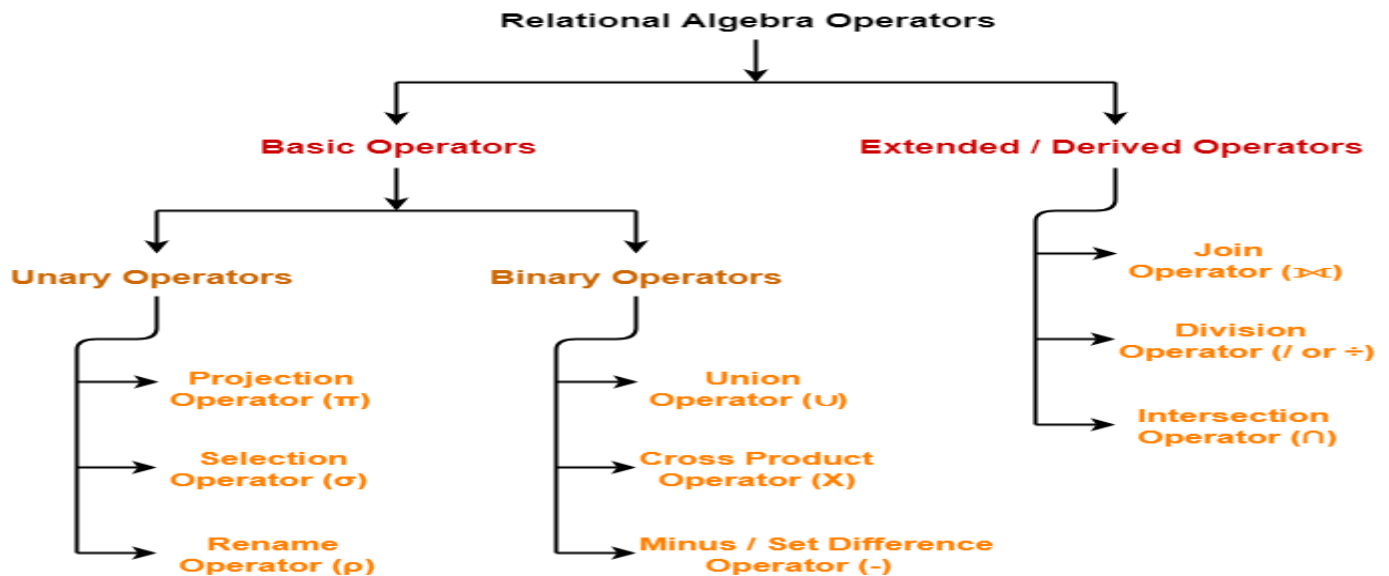 Relational Algebra Operators
Basic Operators
Extended / Derived Operators
Unary Operators
Binary Operators
Projection
Operator (π)
Selection
Operator (σ)
Rename
Operator (ρ)
Union
Operator (∪)
Cross Product
Operator (X)
Minus / Set Difference
Operator (-)
Join
Operator (⋈)
Division
Operator (/ or ÷)
Intersection
Operator (∩)